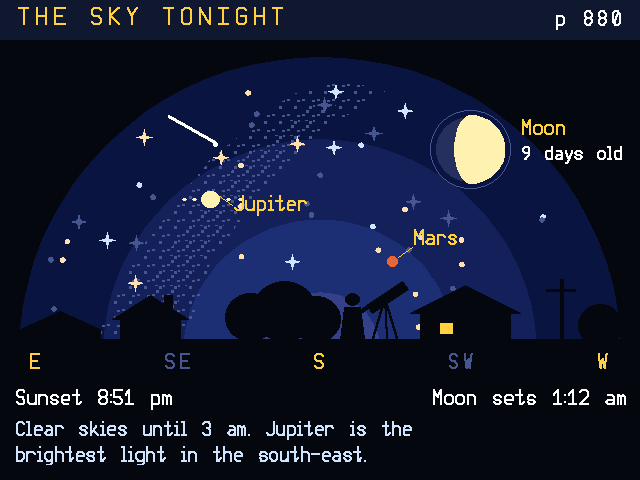 THE SKY TONIGHT
p 880
Moon
9 days old
Jupiter
Mars
E SE S SW W
Sunset 8:51 pm
Moon sets 1:12 am
Clear skies until 3 am. Jupiter is the
brightest light in the south-east.